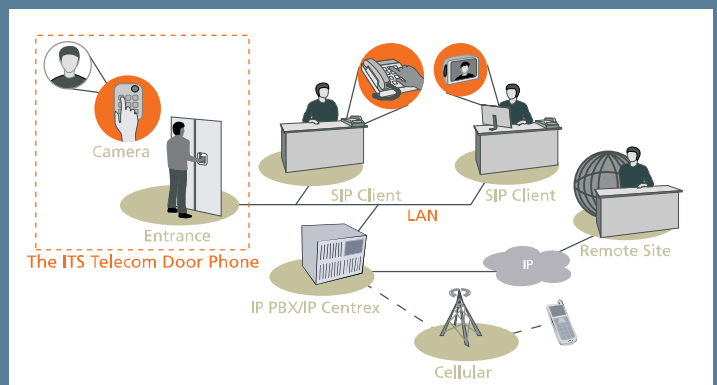 Camera
Entrance
The ITS Telecom Door Phone
SIP Client
SIP Client
LAN
Remote Site
IP
IP PBX/IP Centrex
Cellular